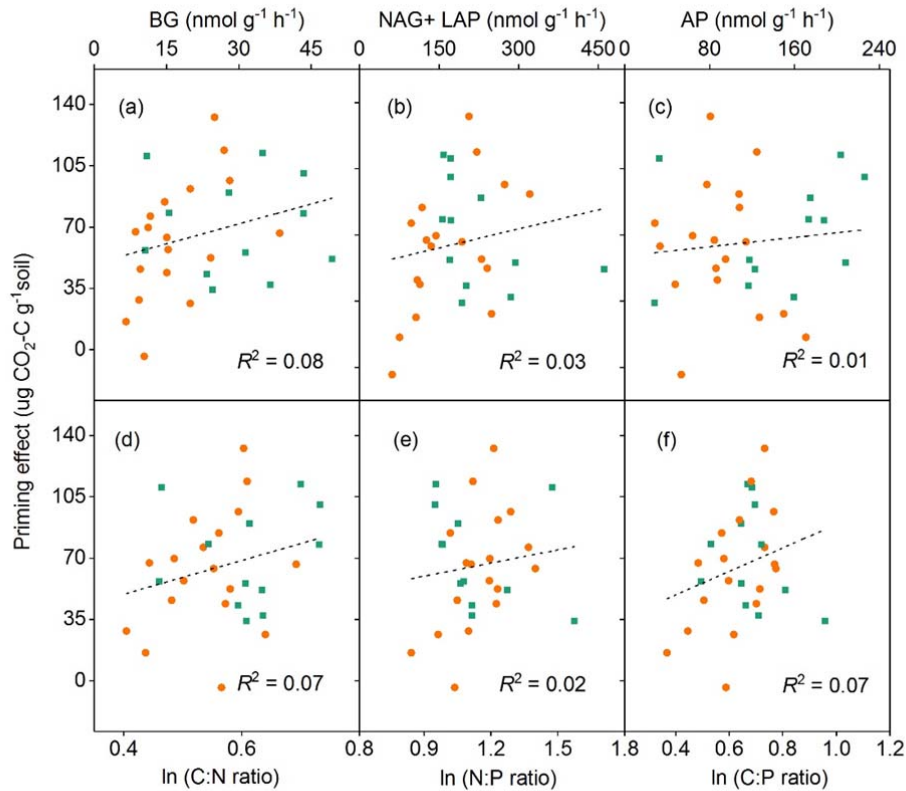 BG (nmol g⁻¹ h⁻¹) NAG+ LAP (nmol g⁻¹ h⁻¹) AP (nmol g⁻¹ h⁻¹)
0 15 30 45 0 150 300 450 0 80 160 240
Priming effect (ug CO₂-C g⁻¹soil)
140
105
70
35
0
(a) (b) (c)
R² = 0.08 R² = 0.03 R² = 0.01
140
105
70
35
0
(d) (e) (f)
R² = 0.07 R² = 0.02 R² = 0.07
0.4 0.6 0.8 0.9 1.2 1.5 1.8 0.4 0.6 0.8 1.0 1.2
ln (C:N ratio) ln (N:P ratio) ln (C:P ratio)